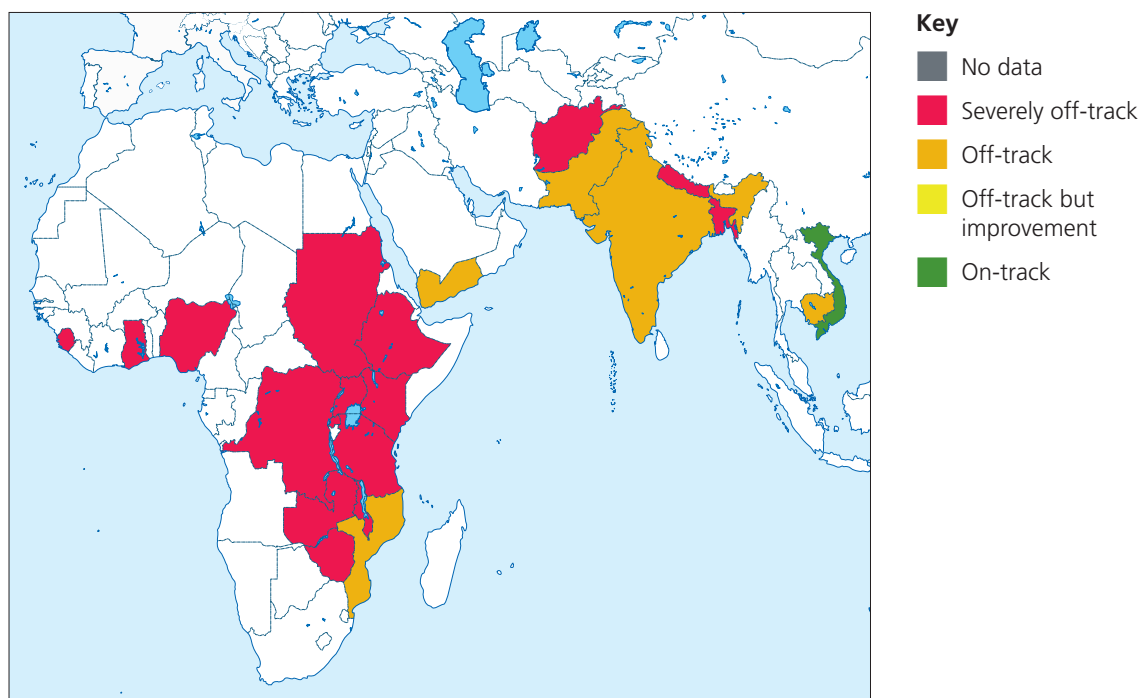 Key
No data
Severely off-track
Off-track
Off-track but
improvement
On-track